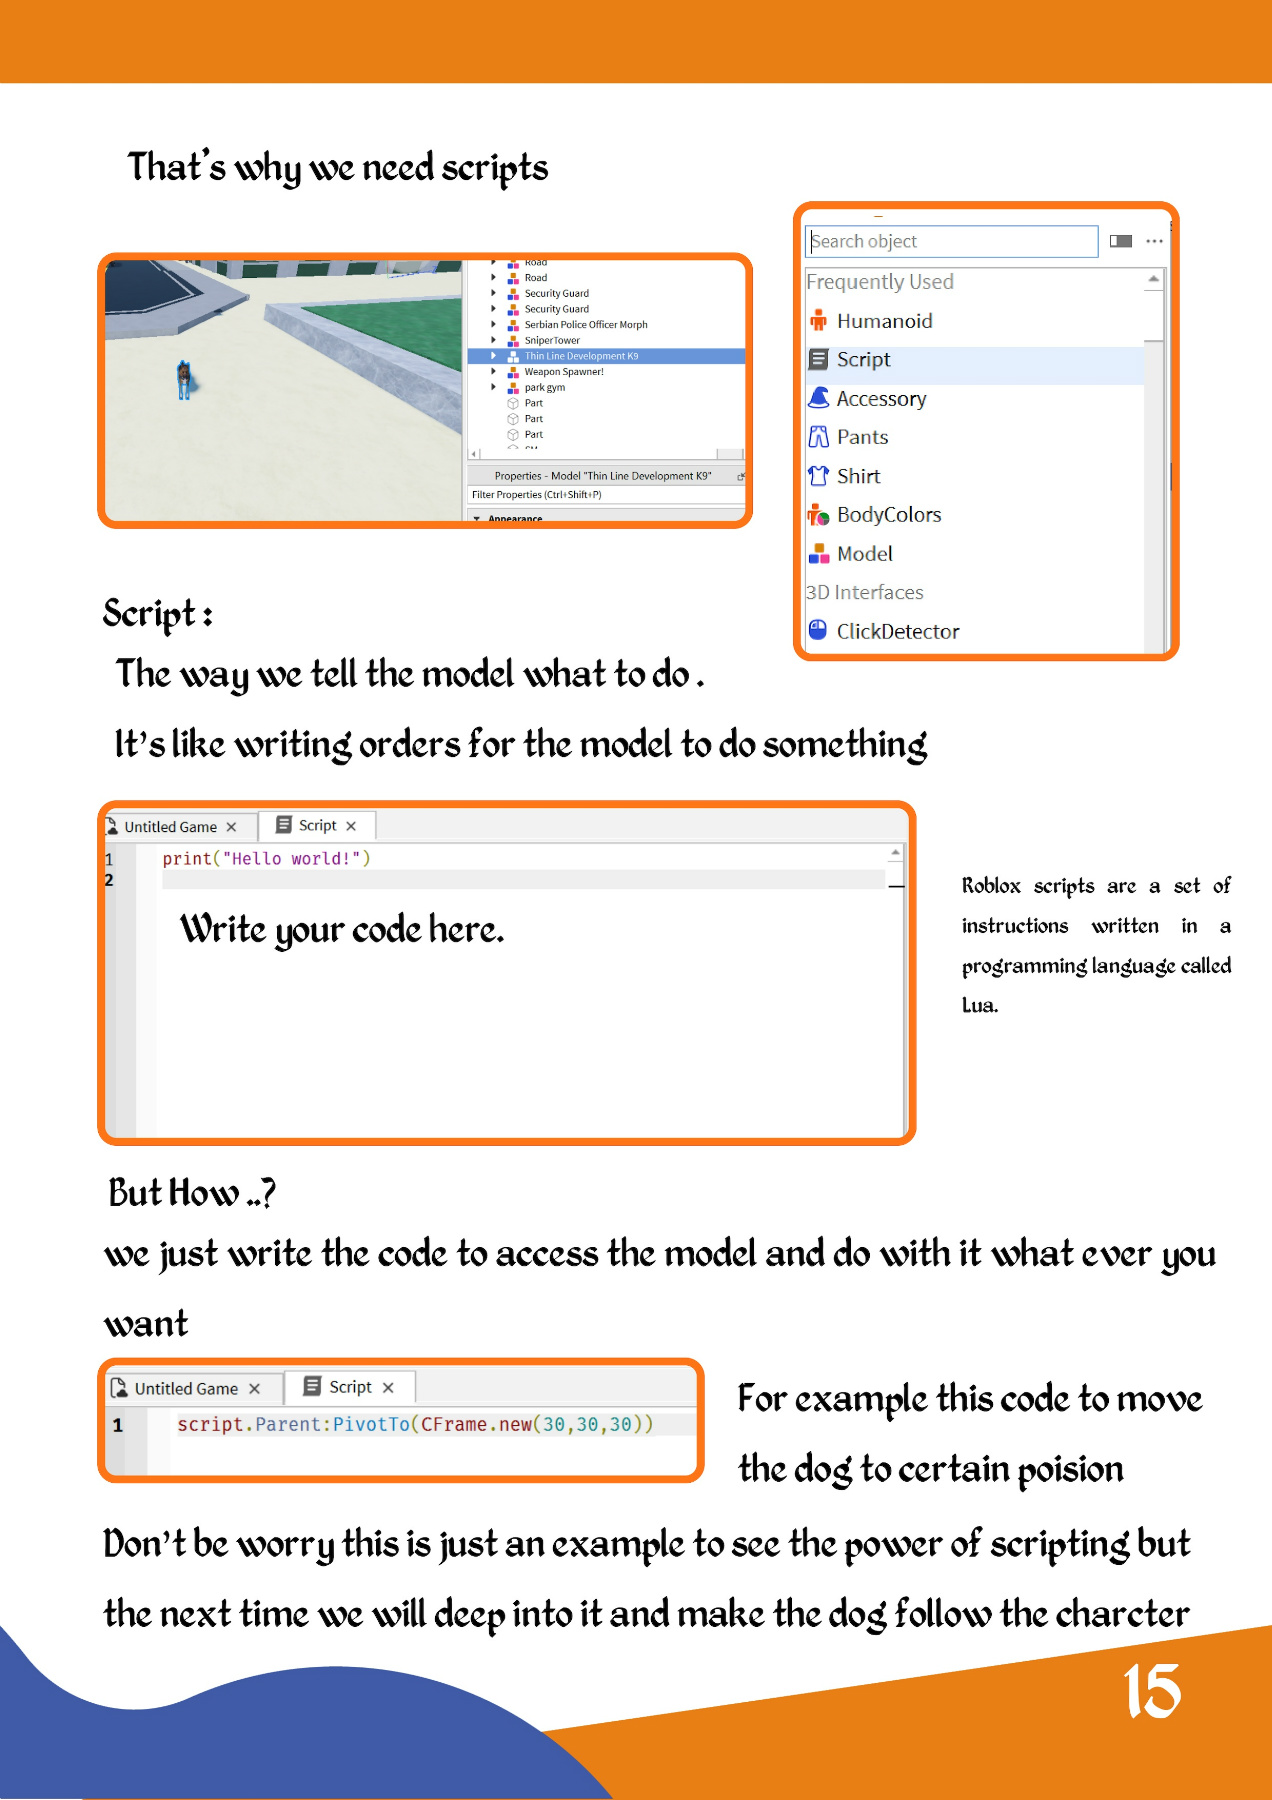 That's why we need scripts
Road
Road
Security Guard
Security Guard
Serbian Police Officer Morph
SniperTower
Thin Line Development K9
Weapon Spawner!
park gym
Part
Part
Part
Properties - Model "Thin Line Development K9"
Filter Properties (Ctrl+Shift+P)
Appearance
Search object
Frequently Used
Humanoid
Script
Accessory
Pants
Shirt
BodyColors
Model
3D Interfaces
ClickDetector
Script :
The way we tell the model what to do .
It's like writing orders for the model to do something
Untitled Game × Script ×
1 print("Hello world!")
2
Write your code here.
Roblox scripts are a set of
instructions written in a
programming language called
Lua.
But How ..?
we just write the code to access the model and do with it what ever you
want
Untitled Game × Script ×
1 script.Parent:PivotTo(CFrame.new(30,30,30))
For example this code to move
the dog to certain poision
Don't be worry this is just an example to see the power of scripting but
the next time we will deep into it and make the dog follow the charcter
15